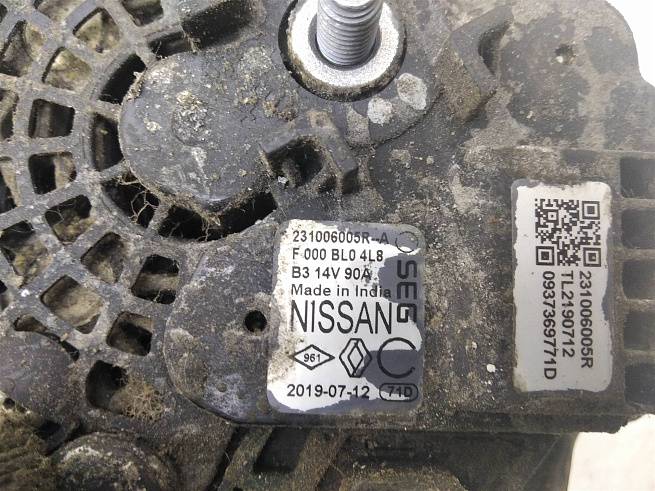 231006005R--A
F 000 BL0 4L8
B3 14V 90A
Made in India
NISSAN
961
2019-07-12 71D
SEG
231006005R
TL2190712
0937369771D